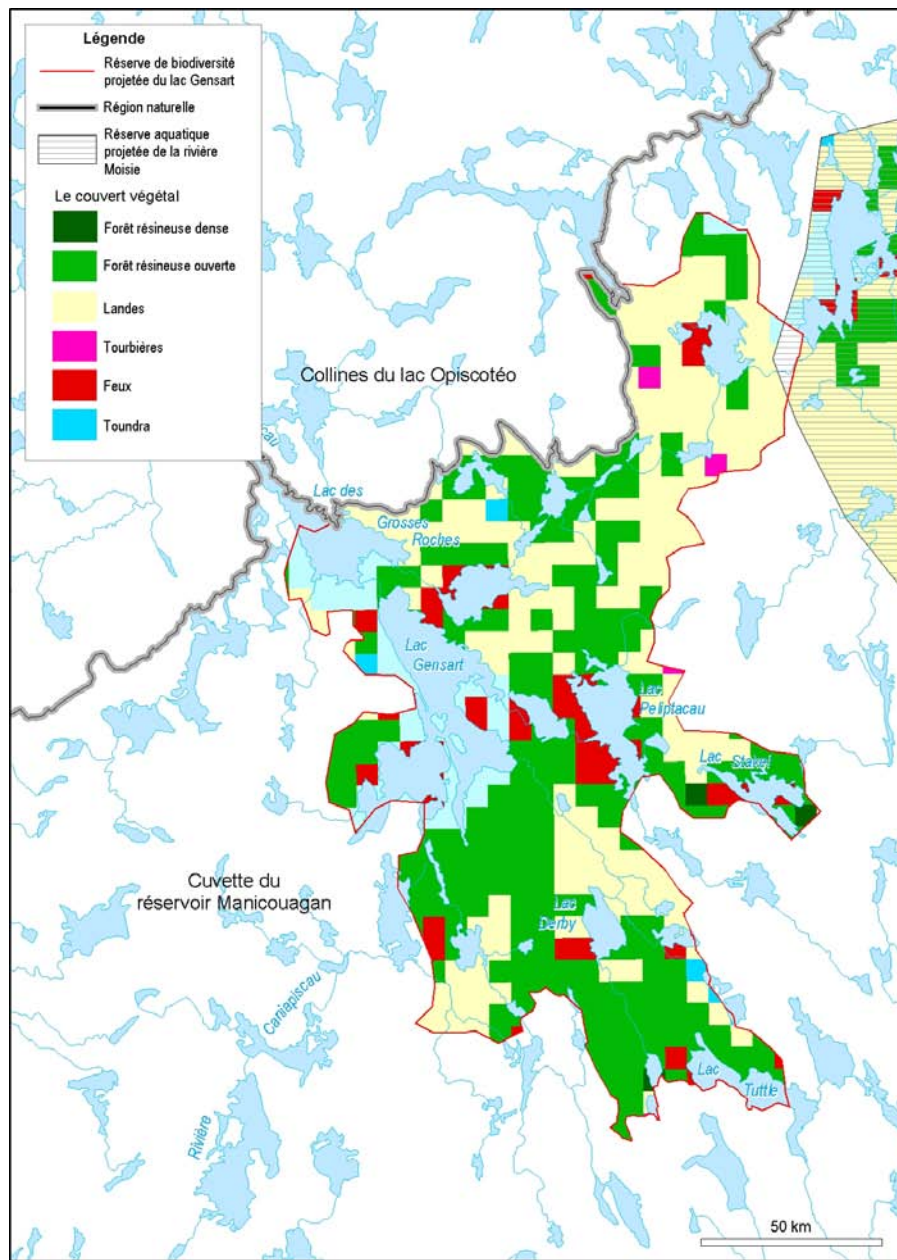 Légende
Réserve de biodiversité
projetée du lac Gensart
Région naturelle
Réserve aquatique
projetée de la rivière
Moisie
Le couvert végétal
Forêt résineuse dense
Forêt résineuse ouverte
Landes
Tourbières
Feux
Toundra
Collines du lac Opiscotéo
Lac des
Grosses
Roches
Lac
Gensart
Lac
Peliptacau
Lac
Cuvette du
réservoir Manicouagan
Lac
Derby
Caniapiscau
Rivière
Lac
Tuttle
50 km